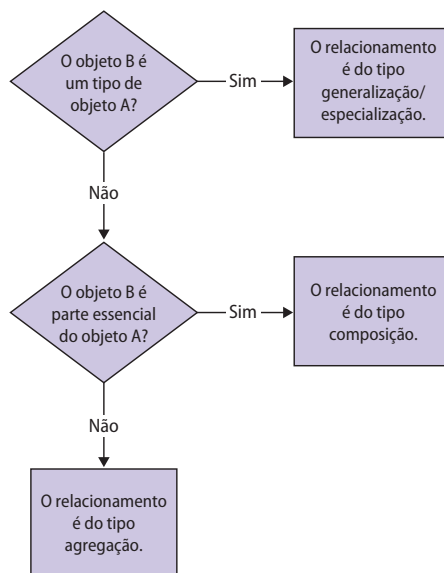 O objeto B é
um tipo de
objeto A?
Sim
O relacionamento
é do tipo
generalização/
especialização.
Não
O objeto B é
parte essencial
do objeto A?
Sim
O relacionamento
é do tipo
composição.
Não
O relacionamento
é do tipo
agregação.